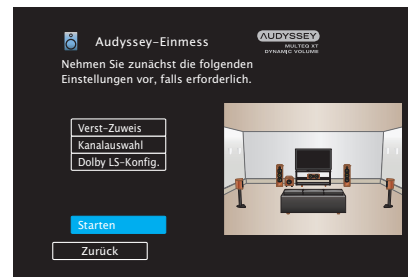 Audyssey-Einmess
AUDYSSEY
MULTEQ XT
DYNAMIC VOLUME
Nehmen Sie zunächst die folgenden
Einstellungen vor, falls erforderlich.
Verst-Zuweis
Kanalauswahl
Dolby LS-Konfig.
Starten
Zurück